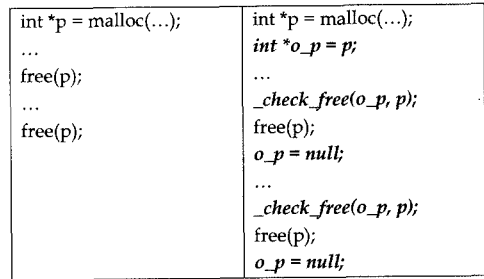 int *p = malloc(…);
…
free(p);
…
free(p);
int *p = malloc(…);
int *o_p = p;
…
_check_free(o_p, p);
free(p);
o_p = null;
…
_check_free(o_p, p);
free(p);
o_p = null;